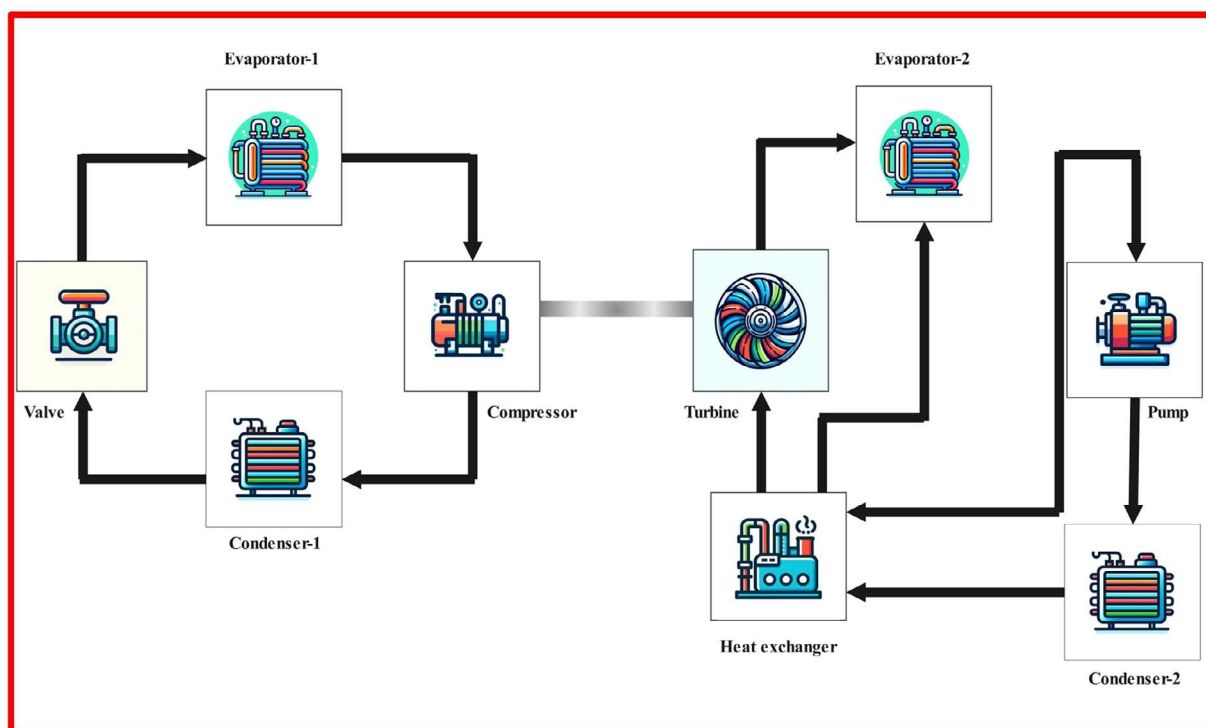 Evaporator-1
Evaporator-2
Valve
Compressor
Turbine
Pump
Condenser-1
Heat exchanger
Condenser-2